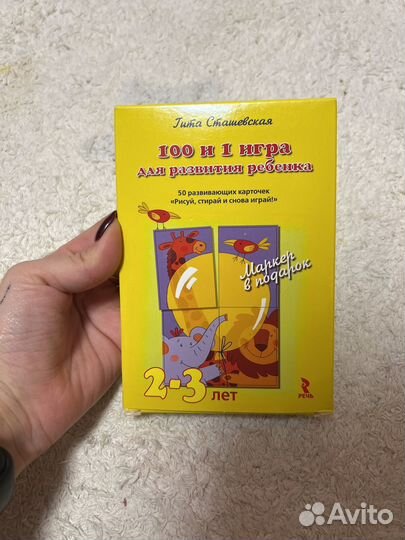 Гита Сташевская
100 и 1 игра
для развития ребенка
50 развивающих карточек
«Рисуй, стирай и снова играй!»
Маркер
в подарок
2-3 лет
РЕЧЬ
Avito